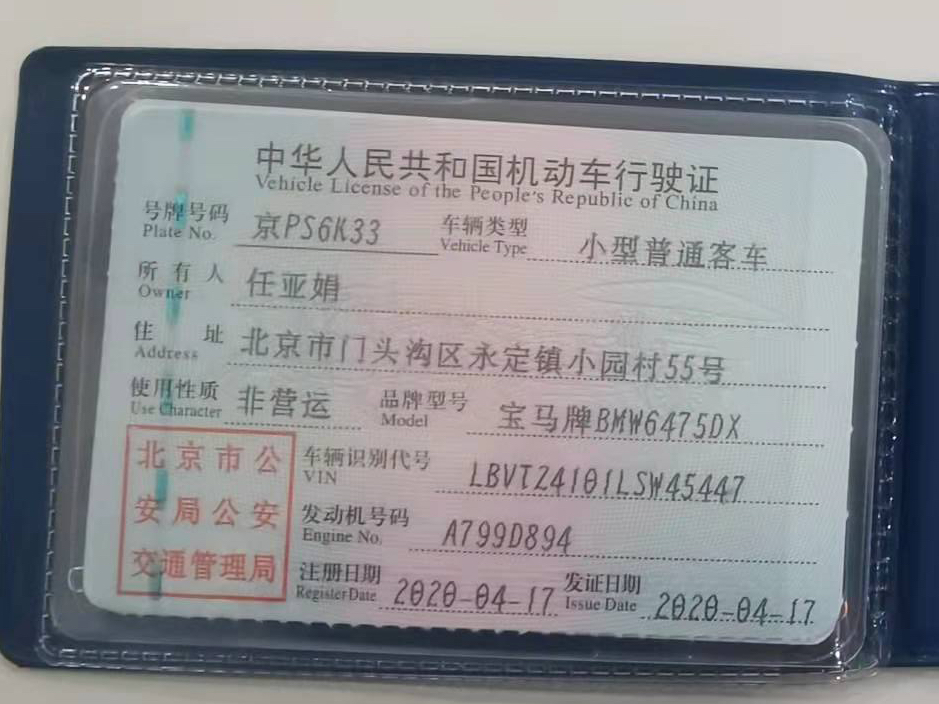 中华人民共和国机动车行驶证
Vehicle License of the People's Republic of China
号牌号码 京PS6K33 车辆类型 小型普通客车
Plate No. Vehicle Type
所有人 任亚娟
Owner
住址 北京市门头沟区永定镇小园村55号
Address
使用性质 非营运 品牌型号 宝马牌BMW6475DX
Use Character Model
北京市公
安局公安
交通管理局
车辆识别代号 LBVTZ4101LSW45447
VIN
发动机号码 A799D894
Engine No.
注册日期 2020-04-17 发证日期 2020-04-17
Register Date Issue Date